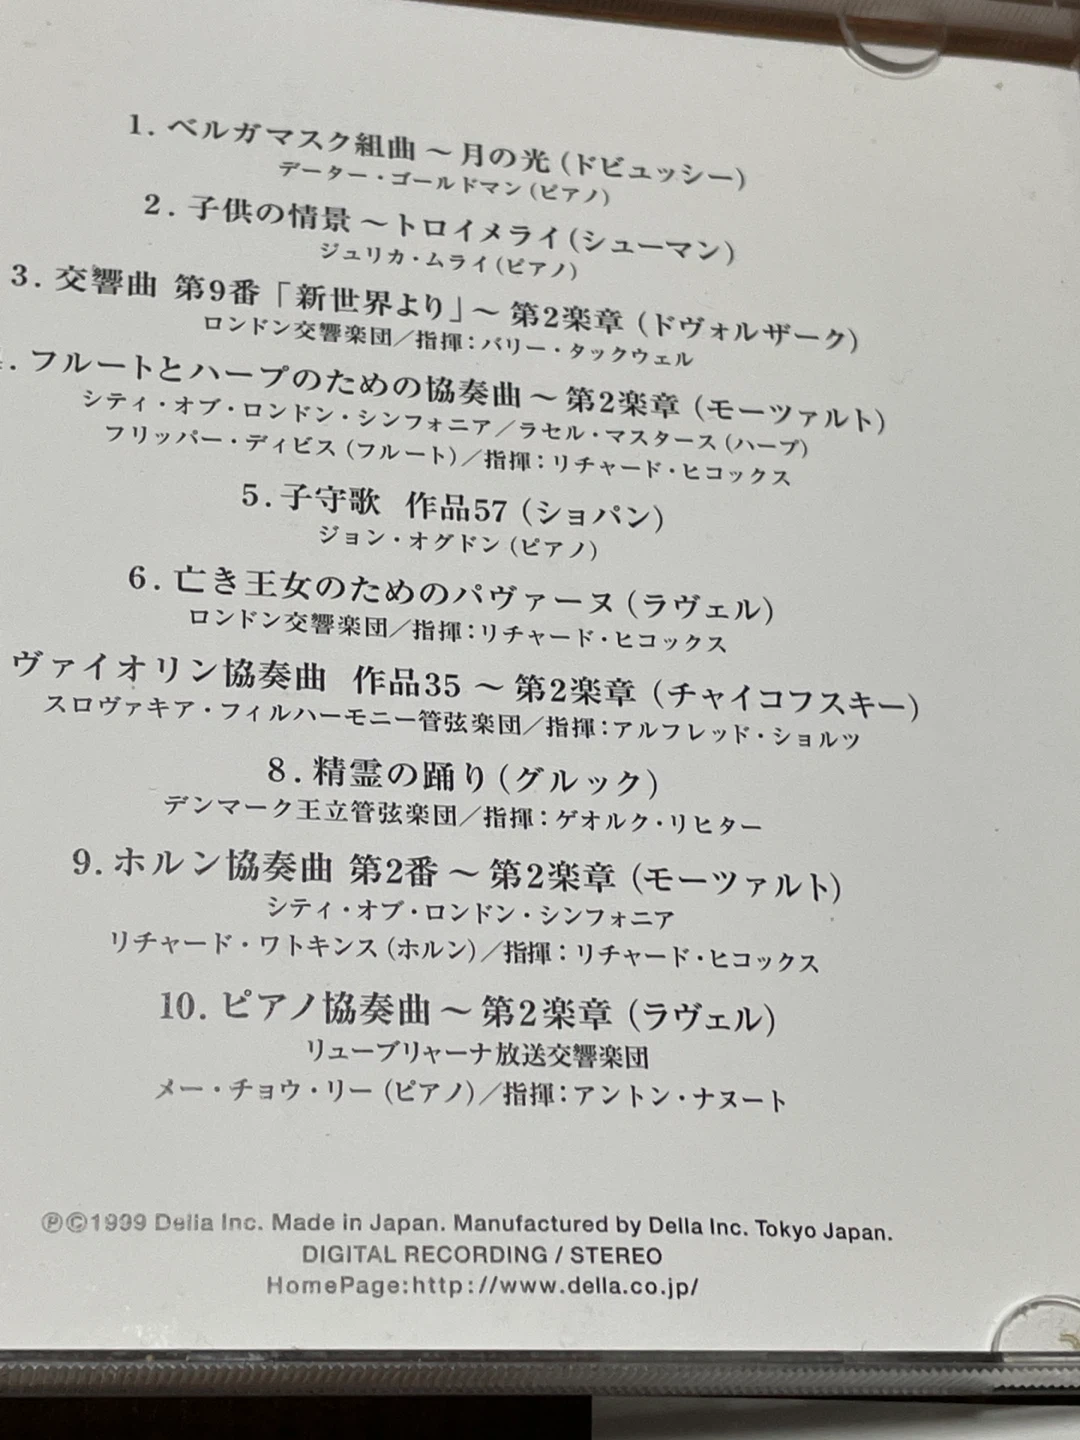 1. ベルガマスク組曲～月の光（ドビュッシー）
データー・ゴールドマン（ピアノ）
2. 子供の情景～トロイメライ（シューマン）
ジュリカ・ムライ（ピアノ）
3. 交響曲 第9番「新世界より」～第2楽章（ドヴォルザーク）
ロンドン交響楽団／指揮：バリー・タックウェル
. フルートとハープのための協奏曲～第2楽章（モーツァルト）
シティ・オブ・ロンドン・シンフォニア／ラセル・マスタース（ハープ）
フリッパー・ディビス（フルート）／指揮：リチャード・ヒコックス
5. 子守歌 作品57（ショパン）
ジョン・オグドン（ピアノ）
6. 亡き王女のためのパヴァーヌ（ラヴェル）
ロンドン交響楽団／指揮：リチャード・ヒコックス
ヴァイオリン協奏曲 作品35～第2楽章（チャイコフスキー）
スロヴァキア・フィルハーモニー管弦楽団／指揮：アルフレッド・ショルツ
8. 精霊の踊り（グルック）
デンマーク王立管弦楽団／指揮：ゲオルク・リヒター
9. ホルン協奏曲 第2番～第2楽章（モーツァルト）
シティ・オブ・ロンドン・シンフォニア
リチャード・ワトキンス（ホルン）／指揮：リチャード・ヒコックス
10. ピアノ協奏曲～第2楽章（ラヴェル）
リューブリャーナ放送交響楽団
メー・チョウ・リー（ピアノ）／指揮：アントン・ナヌート
℗©1999 Della Inc. Made in Japan. Manufactured by Della Inc. Tokyo Japan.
DIGITAL RECORDING / STEREO
HomePage:http://www.della.co.jp/